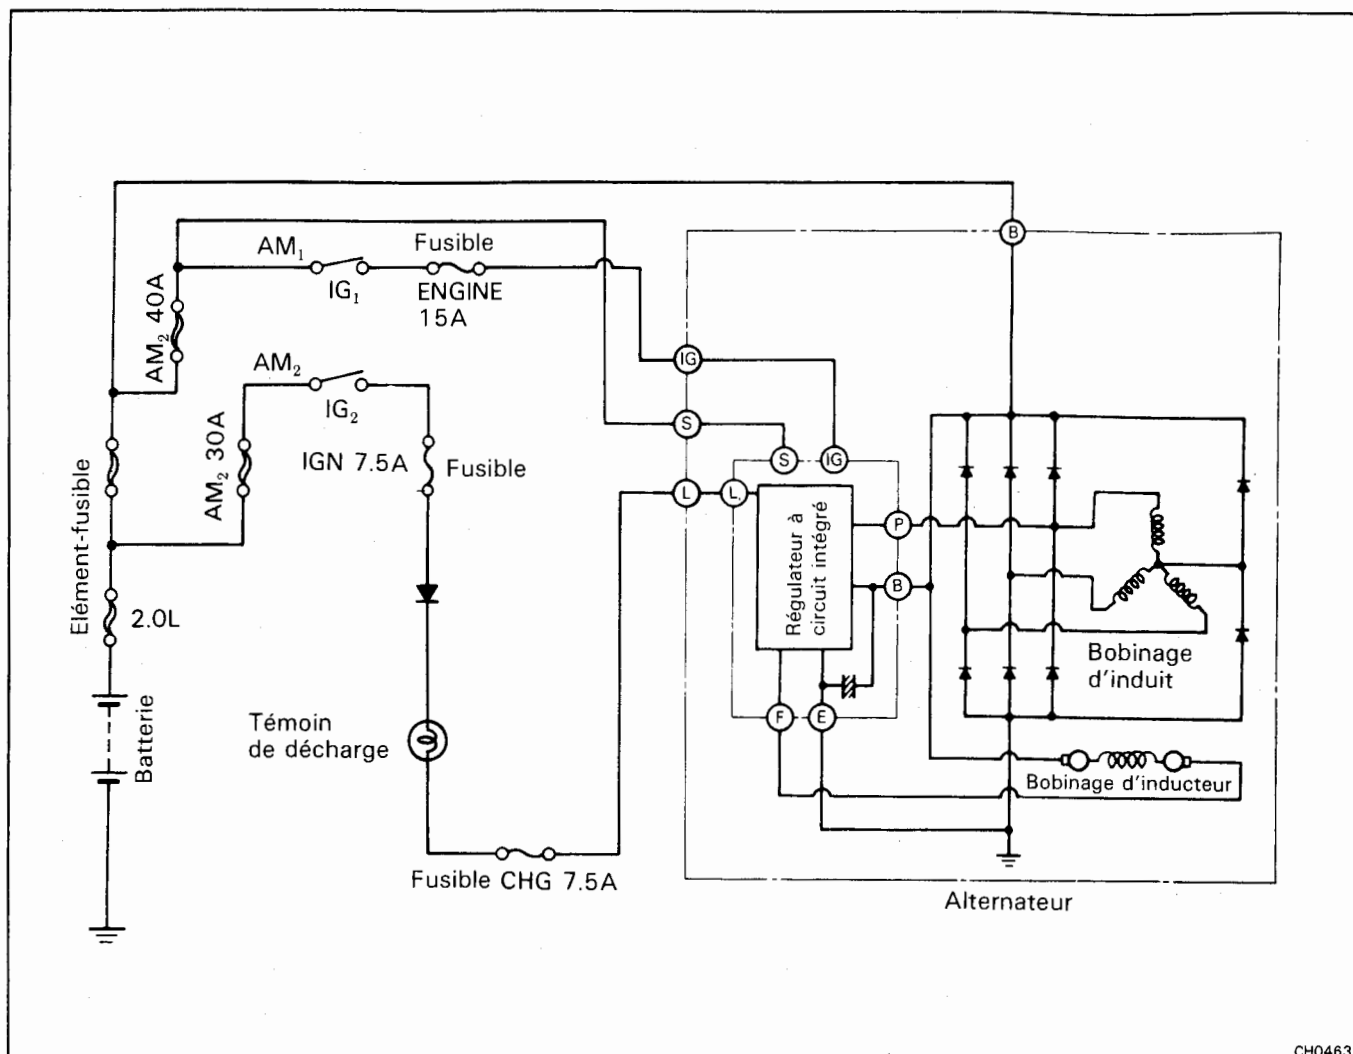 B
AM₁
Fusible
IG₁
ENGINE
15A
AM₂ 40A
IG
AM₂
IG₂
S
AM₂ 30A
IGN 7.5A
Fusible
S
IG
Elément-fusible
L
L
P
Régulateur à
circuit intégré
B
2.0L
Bobinage
d'induit
Batterie
Témoin
de décharge
F
E
Bobinage d'inducteur
Fusible CHG 7.5A
Alternateur
CH0463